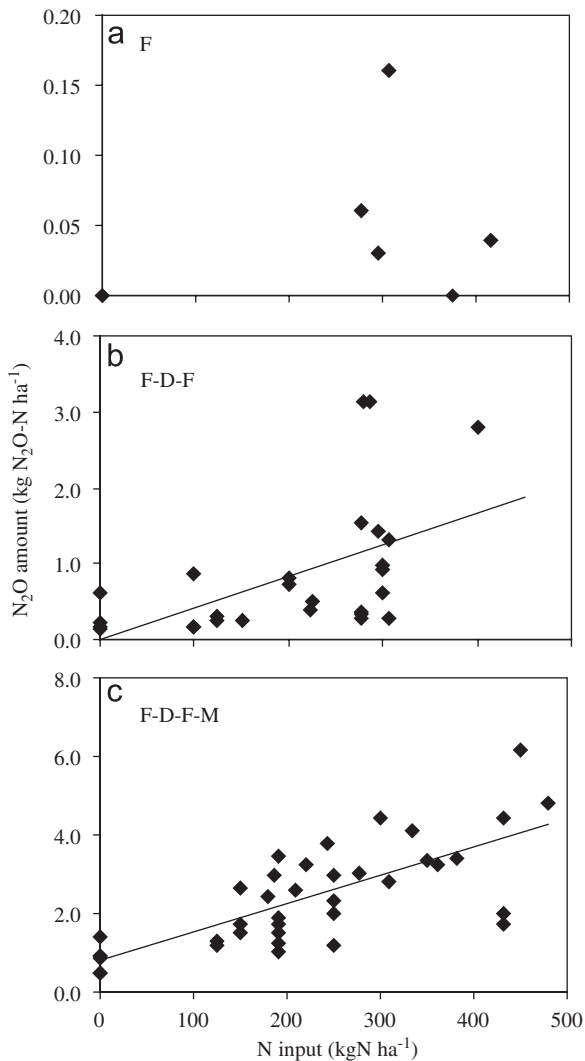 a
F
0.20
0.15
0.10
0.05
0.00
b
F-D-F
4.0
3.0
2.0
1.0
0.0
N₂O amount (kg N₂O-N ha⁻¹)
c
F-D-F-M
8.0
6.0
4.0
2.0
0.0
0 100 200 300 400 500
N input (kgN ha⁻¹)